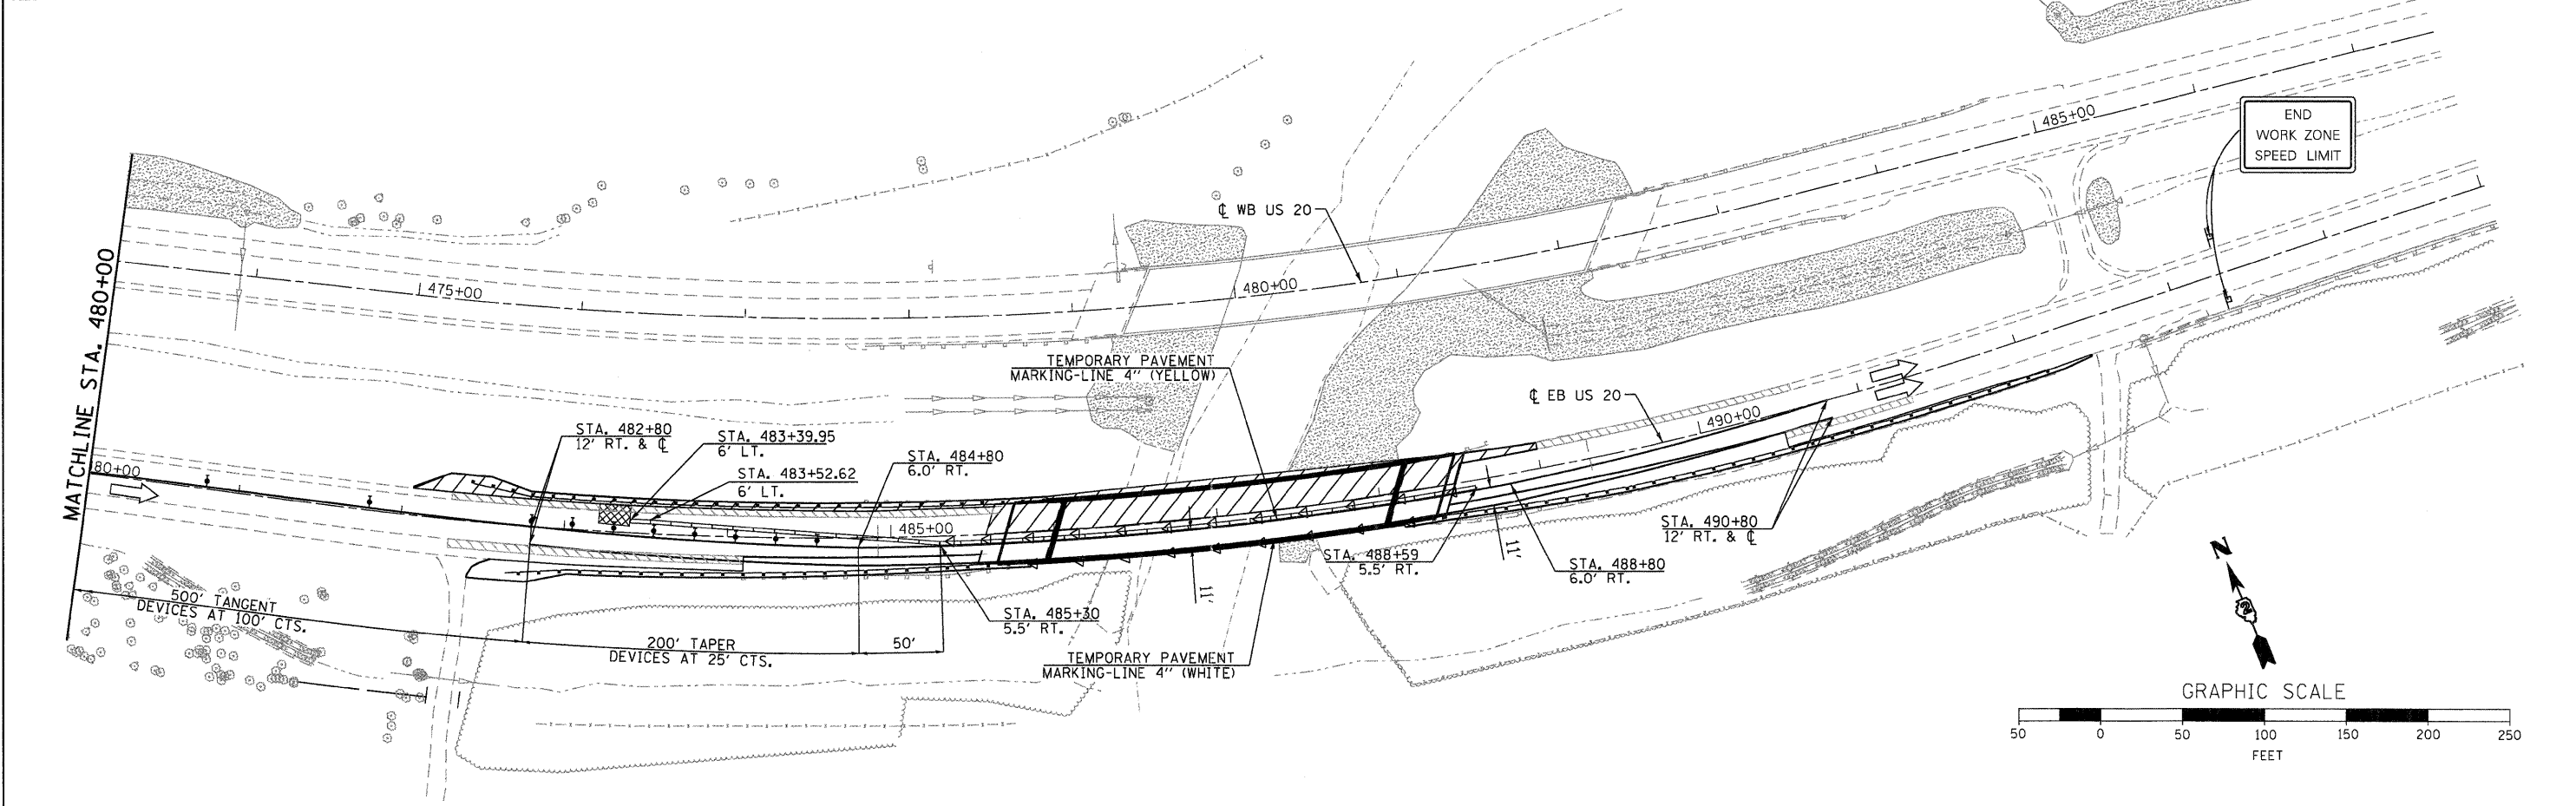 END
WORK ZONE
SPEED LIMIT
485+00
℄ WB US 20
480+00
475+00
MATCHLINE STA. 480+00
TEMPORARY PAVEMENT
MARKING-LINE 4" (YELLOW)
℄ EB US 20
490+00
STA. 482+80
12' RT. & ℄
STA. 483+39.95
6' LT.
STA. 483+52.62
6' LT.
STA. 484+80
6.0' RT.
80+00
485+00
STA. 490+80
12' RT. & ℄
STA. 488+59
5.5' RT.
11'
STA. 488+80
6.0' RT.
11'
500' TANGENT
DEVICES AT 100' CTS.
STA. 485+30
5.5' RT.
200' TAPER
DEVICES AT 25' CTS.
50'
TEMPORARY PAVEMENT
MARKING-LINE 4" (WHITE)
N
2
GRAPHIC SCALE
50 0 50 100 150 200 250
FEET